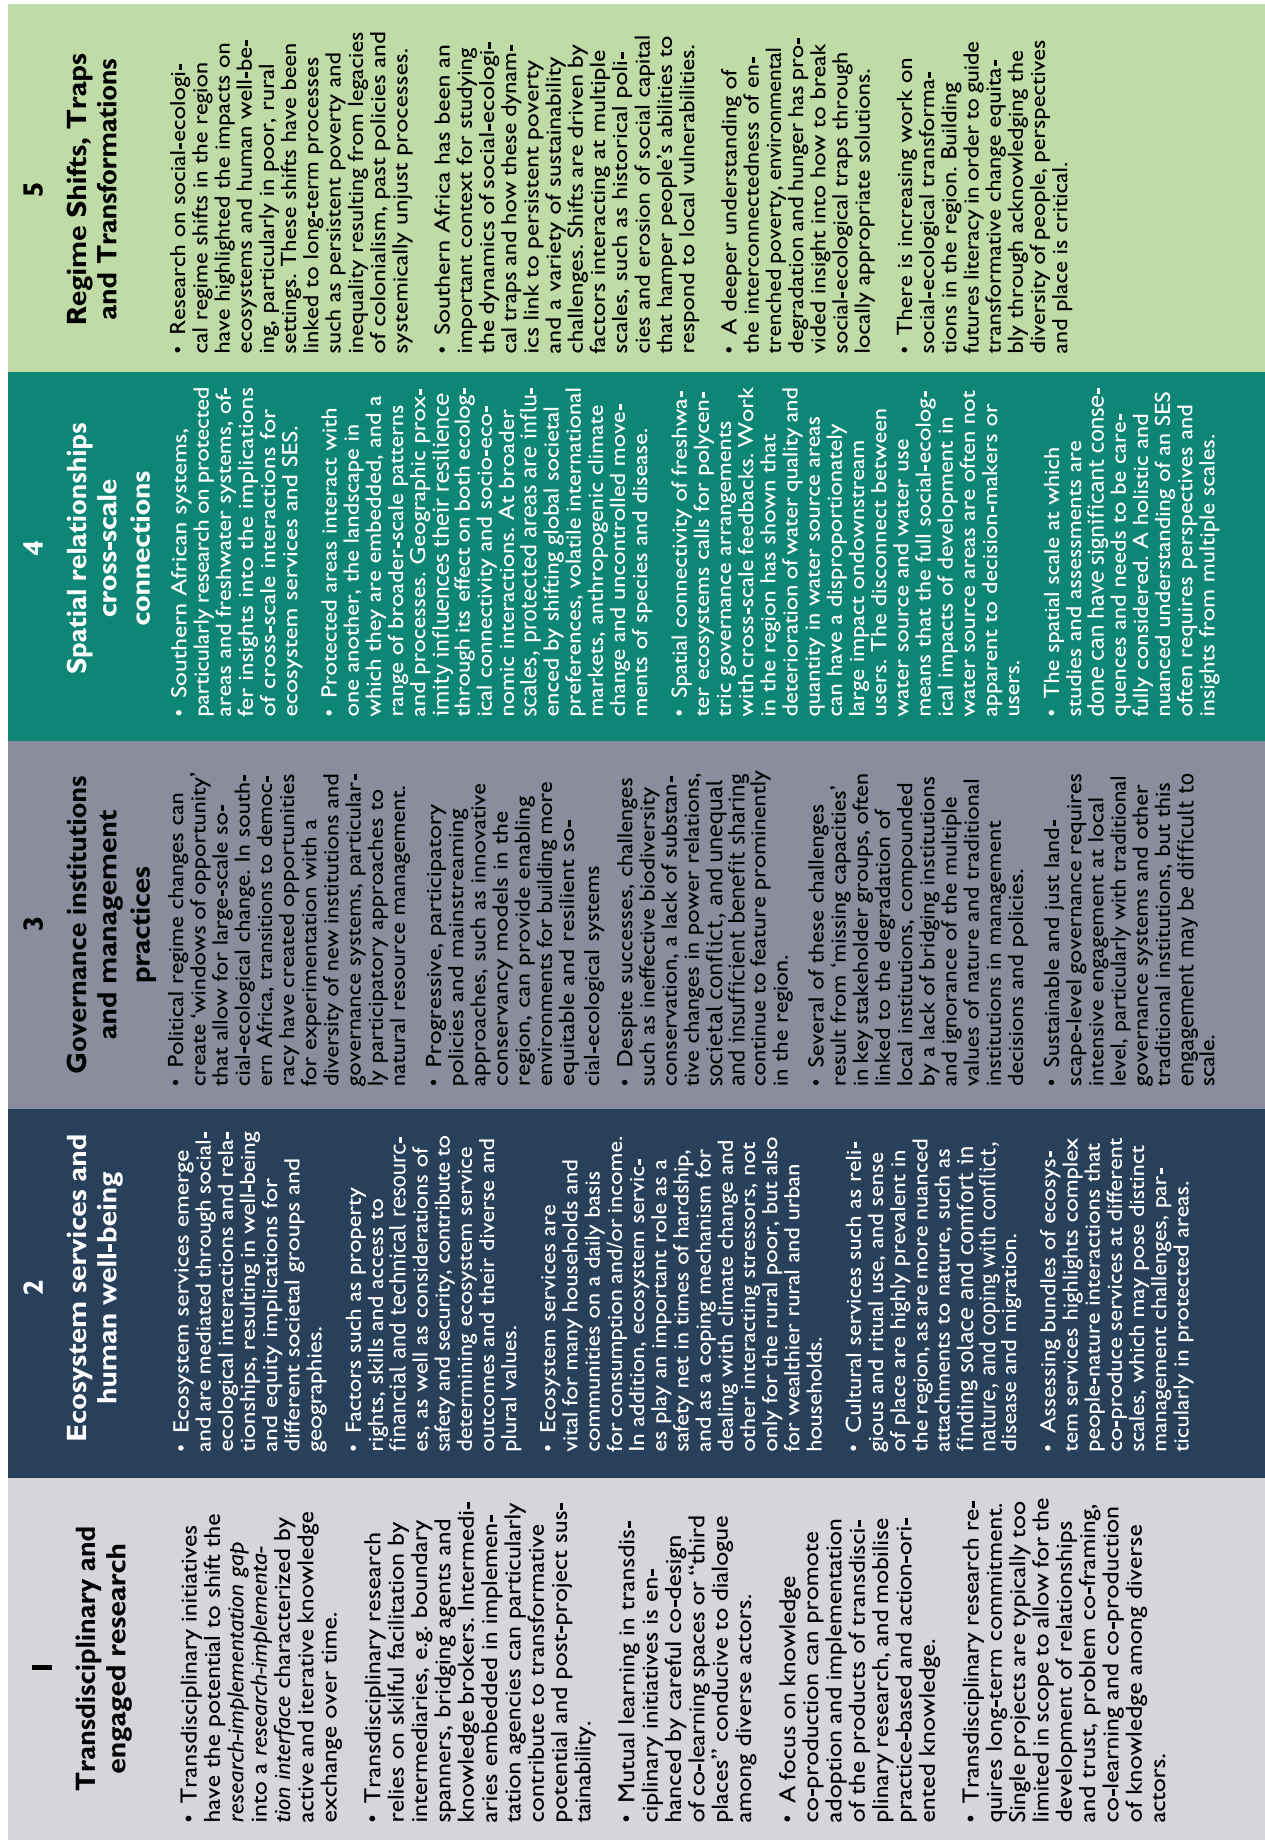 1
Transdisciplinary and
engaged research
• Transdisciplinary initiatives
have the potential to shift the
research-implementation gap
into a research-implementa-
tion interface characterized by
active and iterative knowledge
exchange over time.
• Transdisciplinary research
relies on skilful facilitation by
intermediaries, e.g. boundary
spanners, bridging agents and
knowledge brokers. Intermedi-
aries embedded in implemen-
tation agencies can particularly
contribute to transformative
potential and post-project sus-
tainability.
• Mutual learning in transdis-
ciplinary initiatives is en-
hanced by careful co-design
of co-learning spaces or “third
places” conducive to dialogue
among diverse actors.
• A focus on knowledge
co-production can promote
adoption and implementation
of the products of transdisci-
plinary research, and mobilise
practice-based and action-ori-
ented knowledge.
• Transdisciplinary research re-
quires long-term commitment.
Single projects are typically too
limited in scope to allow for the
development of relationships
and trust, problem co-framing,
co-learning and co-production
of knowledge among diverse
actors.
2
Ecosystem services and
human well-being
• Ecosystem services emerge
and are mediated through social-
ecological interactions and rela-
tionships, resulting in well-being
and equity implications for
different societal groups and
geographies.
• Factors such as property
rights, skills and access to
financial and technical resourc-
es, as well as considerations of
safety and security, contribute to
determining ecosystem service
outcomes and their diverse and
plural values.
• Ecosystem services are
vital for many households and
communities on a daily basis
for consumption and/or income.
In addition, ecosystem servic-
es play an important role as a
safety net in times of hardship,
and as a coping mechanism for
dealing with climate change and
other interacting stressors, not
only for the rural poor, but also
for wealthier rural and urban
households.
• Cultural services such as reli-
gious and ritual use, and sense
of place are highly prevalent in
the region, as are more nuanced
attachments to nature, such as
finding solace and comfort in
nature, and coping with conflict,
disease and migration.
• Assessing bundles of ecosys-
tem services highlights complex
people-nature interactions that
co-produce services at different
scales, which may pose distinct
management challenges, par-
ticularly in protected areas.
3
Governance institutions
and management
practices
• Political regime changes can
create ‘windows of opportunity’
that allow for large-scale so-
cial-ecological change. In south-
ern Africa, transitions to democ-
racy have created opportunities
for experimentation with a
diversity of new institutions and
governance systems, particular-
ly participatory approaches to
natural resource management.
• Progressive, participatory
policies and mainstreaming
approaches, such as innovative
conservancy models in the
region, can provide enabling
environments for building more
equitable and resilient so-
cial-ecological systems
• Despite successes, challenges
such as ineffective biodiversity
conservation, a lack of substan-
tive changes in power relations,
societal conflict, and unequal
and insufficient benefit sharing
continue to feature prominently
in the region.
• Several of these challenges
result from ‘missing capacities’
in key stakeholder groups, often
linked to the degradation of
local institutions, compounded
by a lack of bridging institutions
and ignorance of the multiple
values of nature and traditional
institutions in management
decisions and policies.
• Sustainable and just land-
scape-level governance requires
intensive engagement at local
level, particularly with traditional
governance systems and other
traditional institutions, but this
engagement may be difficult to
scale.
4
Spatial relationships
cross-scale
connections
• Southern African systems,
particularly research on protected
areas and freshwater systems, of-
fer insights into the implications
of cross-scale interactions for
ecosystem services and SES.
• Protected areas interact with
one another, the landscape in
which they are embedded, and a
range of broader-scale patterns
and processes. Geographic prox-
imity influences their resilience
through its effect on both ecolog-
ical connectivity and socio-eco-
nomic interactions. At broader
scales, protected areas are influ-
enced by shifting global societal
preferences, volatile international
markets, anthropogenic climate
change and uncontrolled move-
ments of species and disease.
• Spatial connectivity of freshwa-
ter ecosystems calls for polycen-
tric governance arrangements
with cross-scale feedbacks. Work
in the region has shown that
deterioration of water quality and
quantity in water source areas
can have a disproportionately
large impact ondownstream
users. The disconnect between
water source and water use
means that the full social-ecolog-
ical impacts of development in
water source areas are often not
apparent to decision-makers or
users.
• The spatial scale at which
studies and assessments are
done can have significant conse-
quences and needs to be care-
fully considered. A holistic and
nuanced understanding of an SES
often requires perspectives and
insights from multiple scales.
5
Regime Shifts, Traps
and Transformations
• Research on social-ecologi-
cal regime shifts in the region
have highlighted the impacts on
ecosystems and human well-be-
ing, particularly in poor, rural
settings. These shifts have been
linked to long-term processes
such as persistent poverty and
inequality resulting from legacies
of colonialism, past policies and
systemically unjust processes.
• Southern Africa has been an
important context for studying
the dynamics of social-ecologi-
cal traps and how these dynam-
ics link to persistent poverty
and a variety of sustainability
challenges. Shifts are driven by
factors interacting at multiple
scales, such as historical poli-
cies and erosion of social capital
that hamper people’s abilities to
respond to local vulnerabilities.
• A deeper understanding of
the interconnectedness of en-
trenched poverty, environmental
degradation and hunger has pro-
vided insight into how to break
social-ecological traps through
locally appropriate solutions.
• There is increasing work on
social-ecological transforma-
tions in the region. Building
futures literacy in order to guide
transformative change equita-
bly through acknowledging the
diversity of people, perspectives
and place is critical.